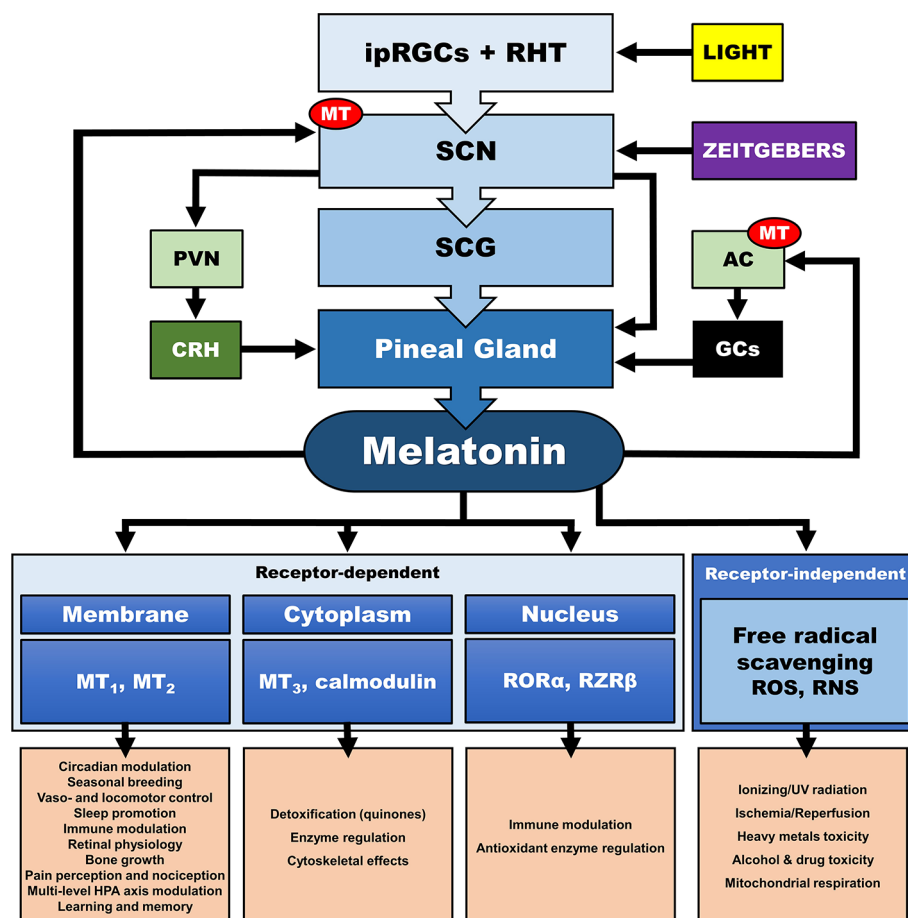 ipRGCs + RHT
LIGHT
MT
SCN
ZEITGEBERS
PVN
SCG
MT
AC
CRH
Pineal Gland
GCs
Melatonin
Receptor-dependent
Receptor-independent
Membrane
Cytoplasm
Nucleus
MT₁, MT₂
MT₃, calmodulin
RORα, RZRβ
Free radical
scavenging
ROS, RNS
Circadian modulation
Seasonal breeding
Vaso- and locomotor control
Sleep promotion
Immune modulation
Retinal physiology
Bone growth
Pain perception and nociception
Multi-level HPA axis modulation
Learning and memory
Detoxification (quinones)
Enzyme regulation
Cytoskeletal effects
Immune modulation
Antioxidant enzyme regulation
Ionizing/UV radiation
Ischemia/Reperfusion
Heavy metals toxicity
Alcohol & drug toxicity
Mitochondrial respiration